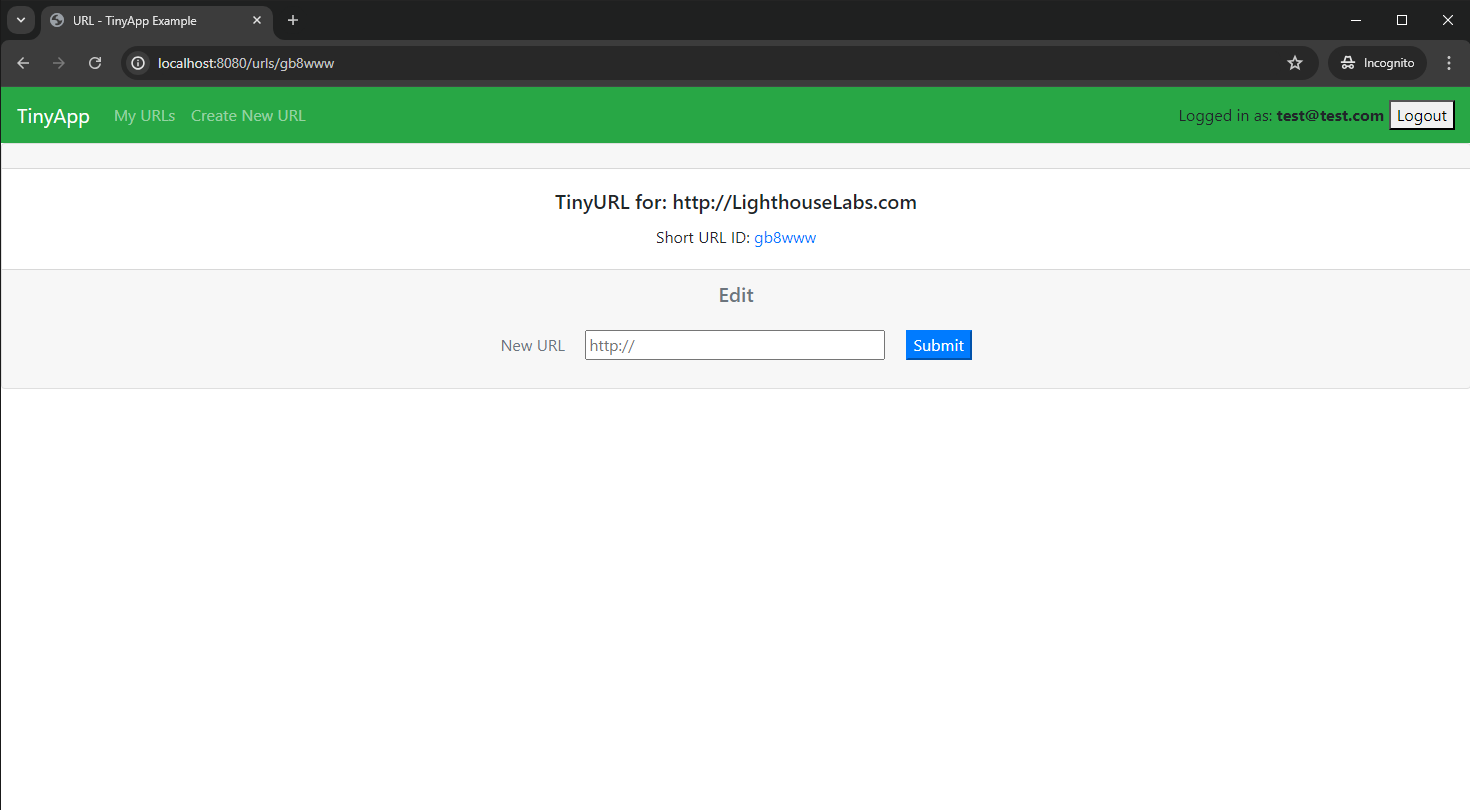 URL - TinyApp Example
localhost:8080/urls/gb8www
Incognito
TinyApp My URLs Create New URL Logged in as: test@test.com Logout
TinyURL for: http://LighthouseLabs.com
Short URL ID: gb8www
Edit
New URL http:// Submit